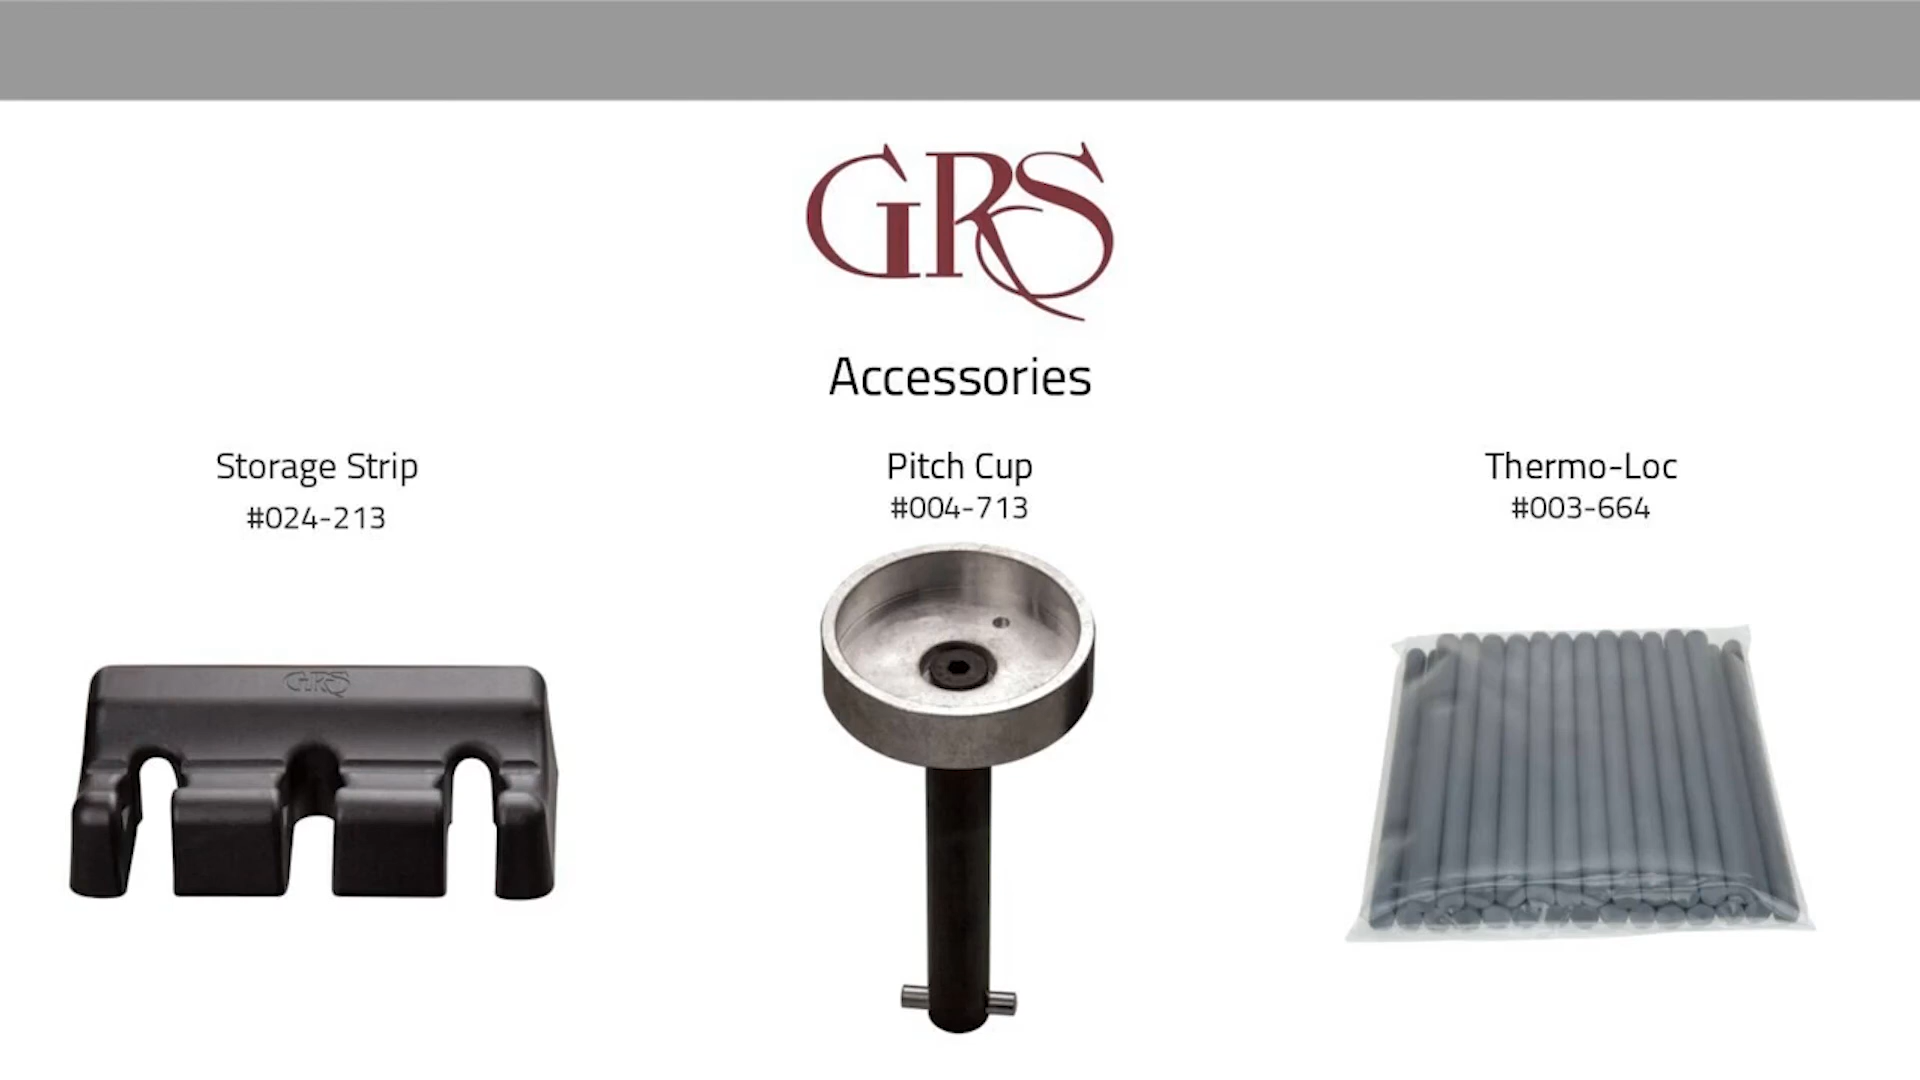 GRS
Accessories
Storage Strip
#024-213
Pitch Cup
#004-713
Thermo-Loc
#003-664
GRS